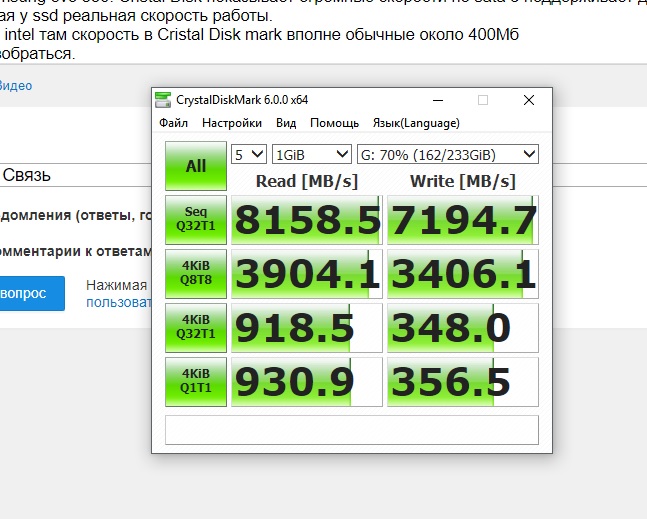 ая у ssd реальная скорость работы.
intel там скорость в Cristal Disk mark вполне обычные около 400Мб
зобраться.
Видео
CrystalDiskMark 6.0.0 x64
Файл Настройки Вид Помощь Язык(Language)
All 5 1GiB G: 70% (162/233GiB)
Read [MB/s] Write [MB/s]
Связь
Seq
Q32T1
8158.5 7194.7
домления (ответы, го
4KiB
Q8T8
3904.1 3406.1
омментарии к ответам
вопрос
Нажимая
пользоват
4KiB
Q32T1
918.5 348.0
4KiB
Q1T1
930.9 356.5